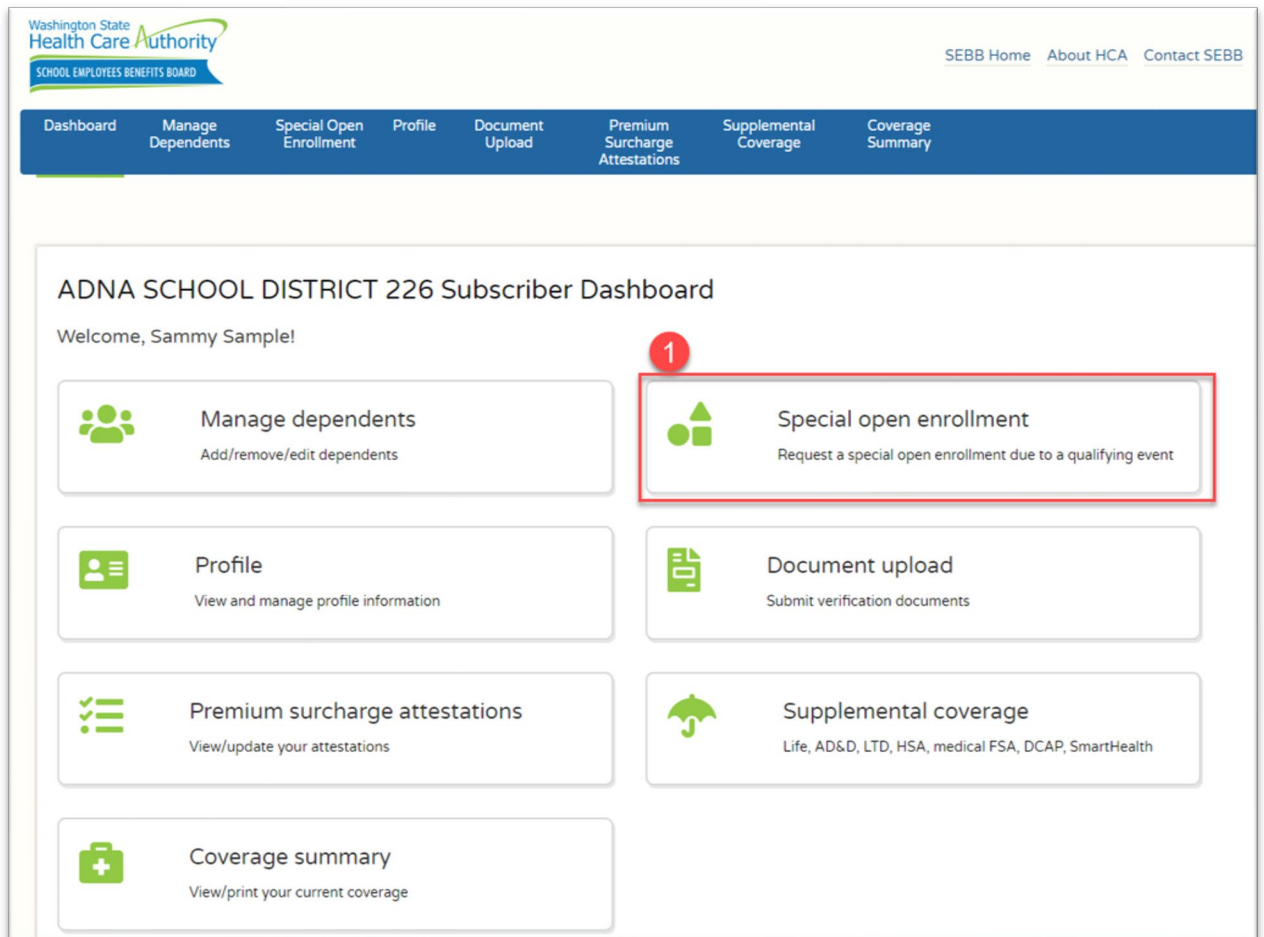 Washington State
Health Care Authority
SCHOOL EMPLOYEES BENEFITS BOARD
SEBB Home About HCA Contact SEBB
Dashboard Manage Dependents Special Open Enrollment Profile Document Upload Premium Surcharge Attestations Supplemental Coverage Coverage Summary
ADNA SCHOOL DISTRICT 226 Subscriber Dashboard
Welcome, Sammy Sample!
1
Manage dependents
Add/remove/edit dependents
Special open enrollment
Request a special open enrollment due to a qualifying event
Profile
View and manage profile information
Document upload
Submit verification documents
Premium surcharge attestations
View/update your attestations
Supplemental coverage
Life, AD&D, LTD, HSA, medical FSA, DCAP, SmartHealth
Coverage summary
View/print your current coverage